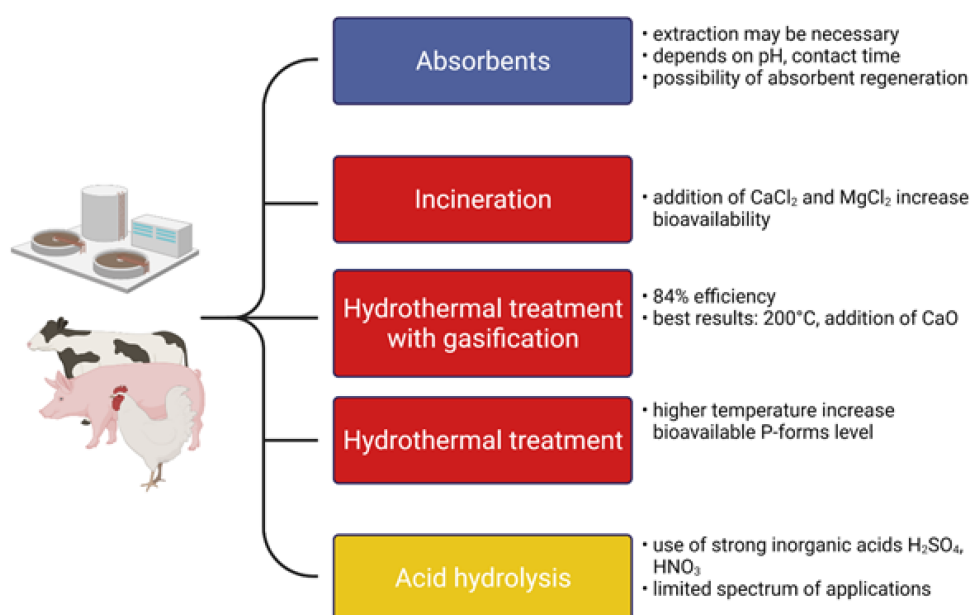 Absorbents
• extraction may be necessary
• depends on pH, contact time
• possibility of absorbent regeneration
Incineration
• addition of CaCl₂ and MgCl₂ increase
bioavailability
Hydrothermal treatment
with gasification
• 84% efficiency
• best results: 200°C, addition of CaO
Hydrothermal treatment
• higher temperature increase
bioavailable P-forms level
Acid hydrolysis
• use of strong inorganic acids H₂SO₄,
HNO₃
• limited spectrum of applications